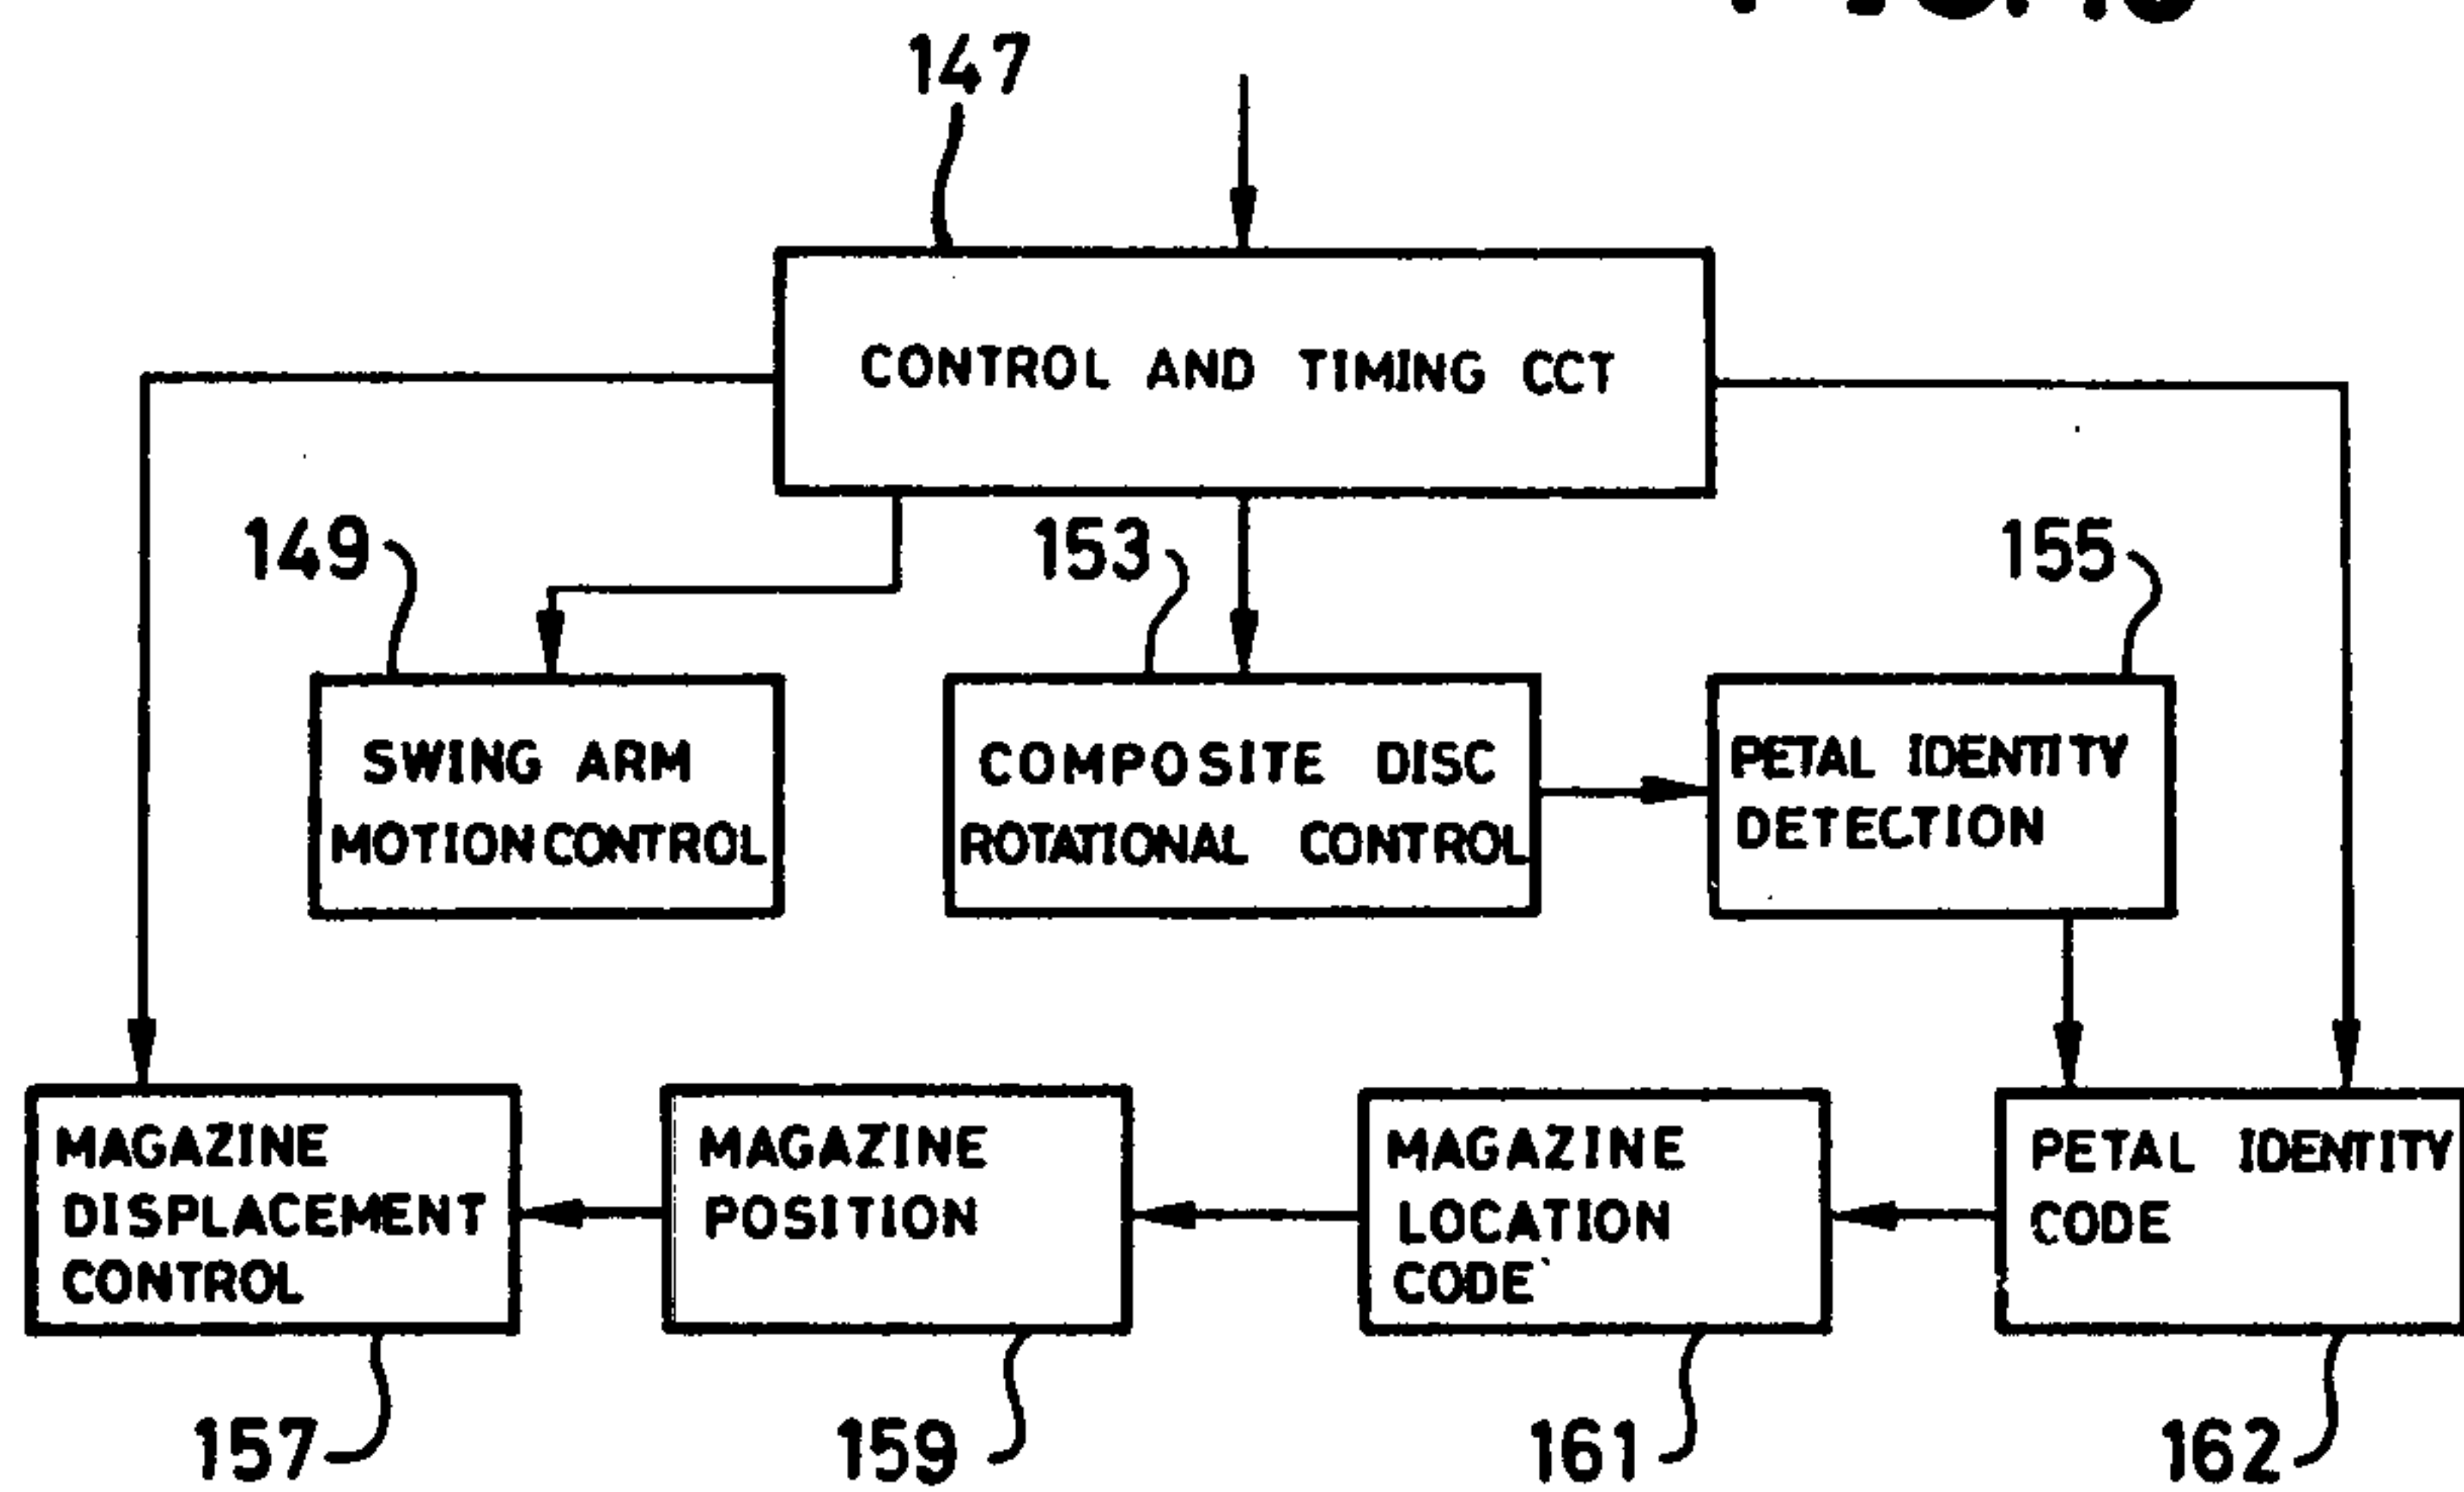 147
CONTROL AND TIMING CCT
149
153
155
SWING ARM
MOTION CONTROL
COMPOSITE DISC
ROTATIONAL CONTROL
PETAL IDENTITY
DETECTION
MAGAZINE
DISPLACEMENT
CONTROL
MAGAZINE
POSITION
MAGAZINE
LOCATION
CODE
PETAL IDENTITY
CODE
157
159
161
162